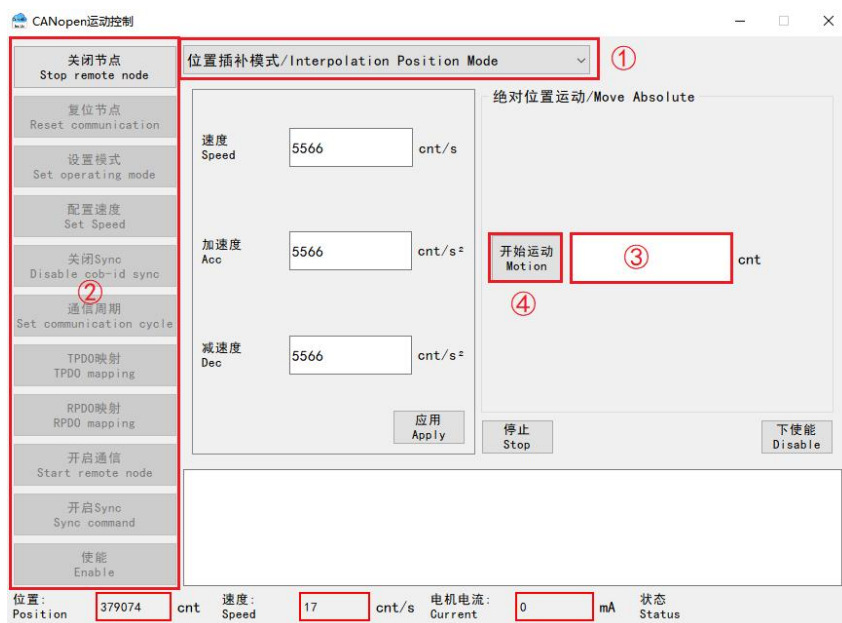 CANopen运动控制
位置插补模式/Interpolation Position Mode
①
关闭节点
Stop remote node
复位节点
Reset communication
设置模式
Set operating mode
配置速度
Set Speed
关闭Sync
Disable cob-id sync
②
通信周期
Set communication cycle
TPDO映射
TPDO mapping
RPDO映射
RPDO mapping
开启通信
Start remote node
开启Sync
Sync command
使能
Enable
速度
Speed
5566
cnt/s
加速度
Acc
5566
cnt/s²
减速度
Dec
5566
cnt/s²
应用
Apply
绝对位置运动/Move Absolute
开始运动
Motion
③
cnt
④
停止
Stop
下使能
Disable
位置:
Position
379074
cnt
速度:
Speed
17
cnt/s
电机电流:
Current
0
mA
状态
Status